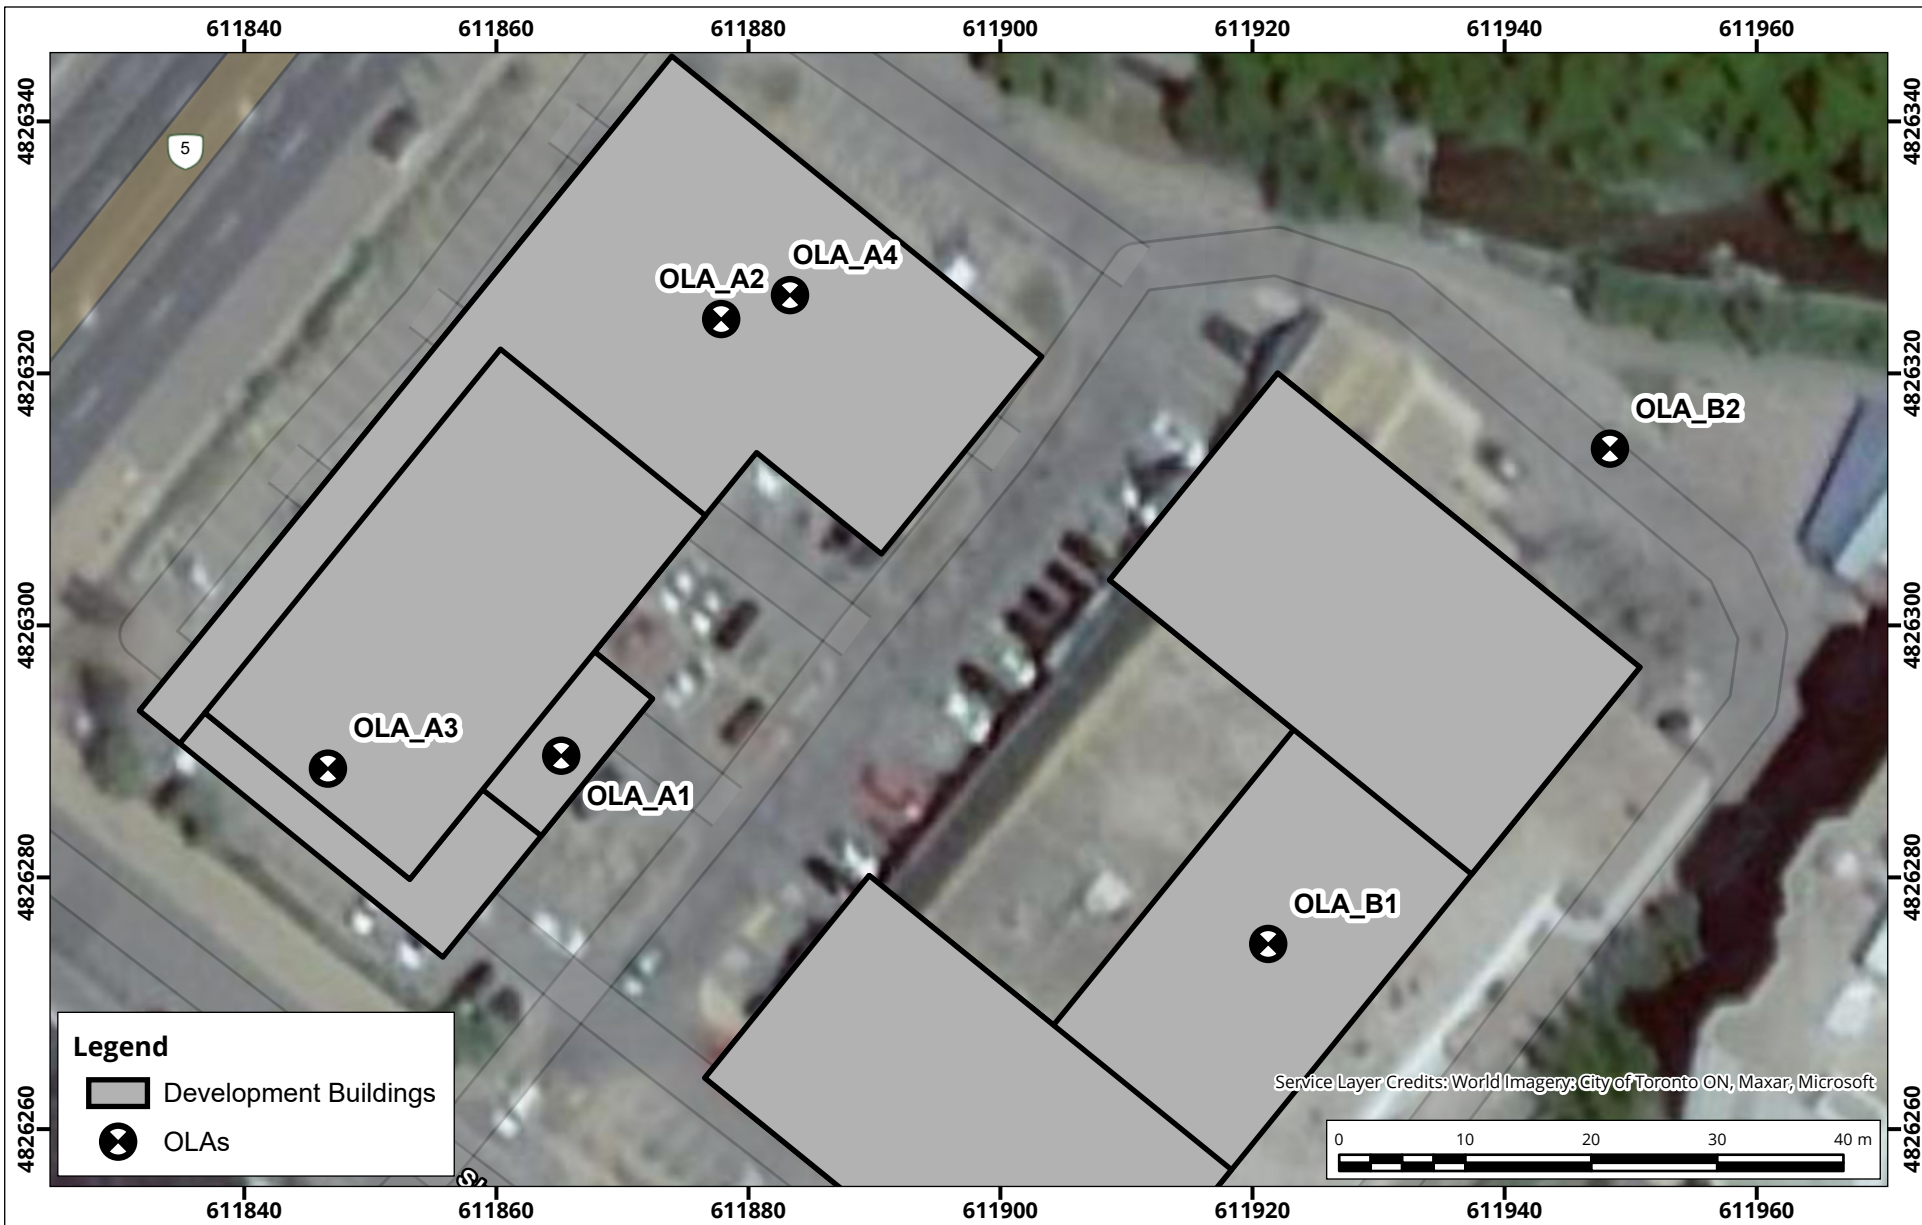 611840 611860 611880 611900 611920 611940 611960
4826340
4826340
5
OLA_A4
OLA_A2
4826320
4826320
OLA_B2
4826300
4826300
OLA_A3
OLA_A1
4826280
4826280
OLA_B1
Legend
Development Buildings
OLAs
Service Layer Credits: World Imagery: City of Toronto ON, Maxar, Microsoft
4826260
4826260
0 10 20 30 40 m
611840 611860 611880 611900 611920 611940 611960